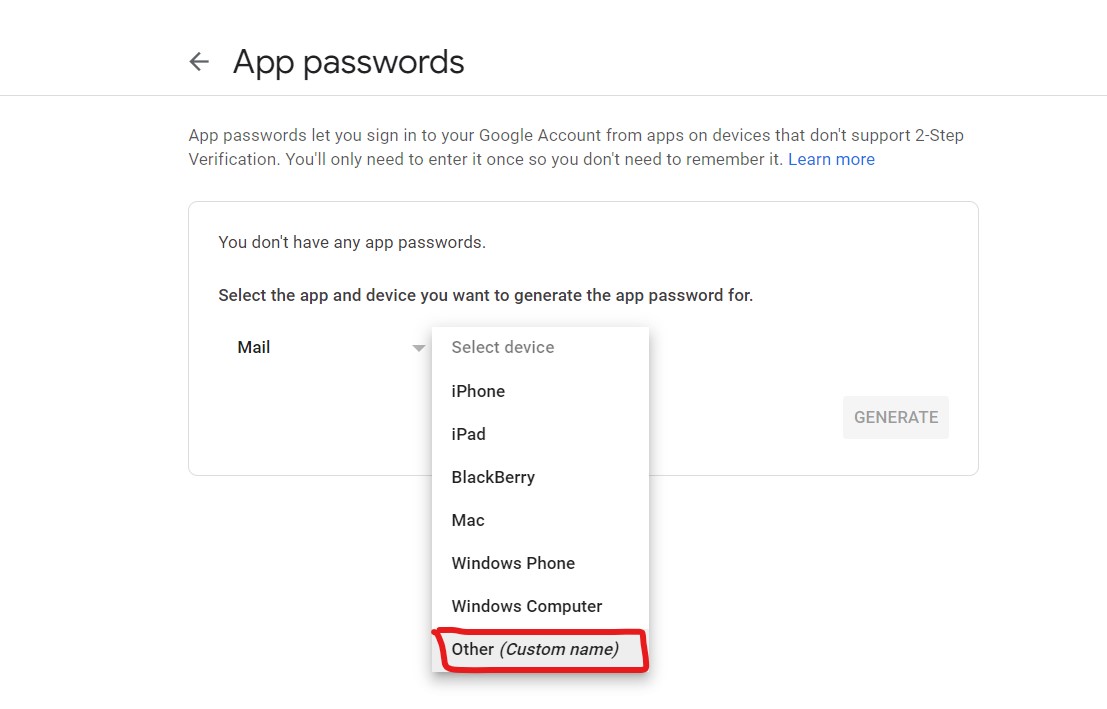 App passwords
App passwords let you sign in to your Google Account from apps on devices that don't support 2-Step
Verification. You'll only need to enter it once so you don't need to remember it. Learn more
You don't have any app passwords.
Select the app and device you want to generate the app password for.
Mail
Select device
iPhone
iPad
BlackBerry
Mac
Windows Phone
Windows Computer
Other (Custom name)
GENERATE